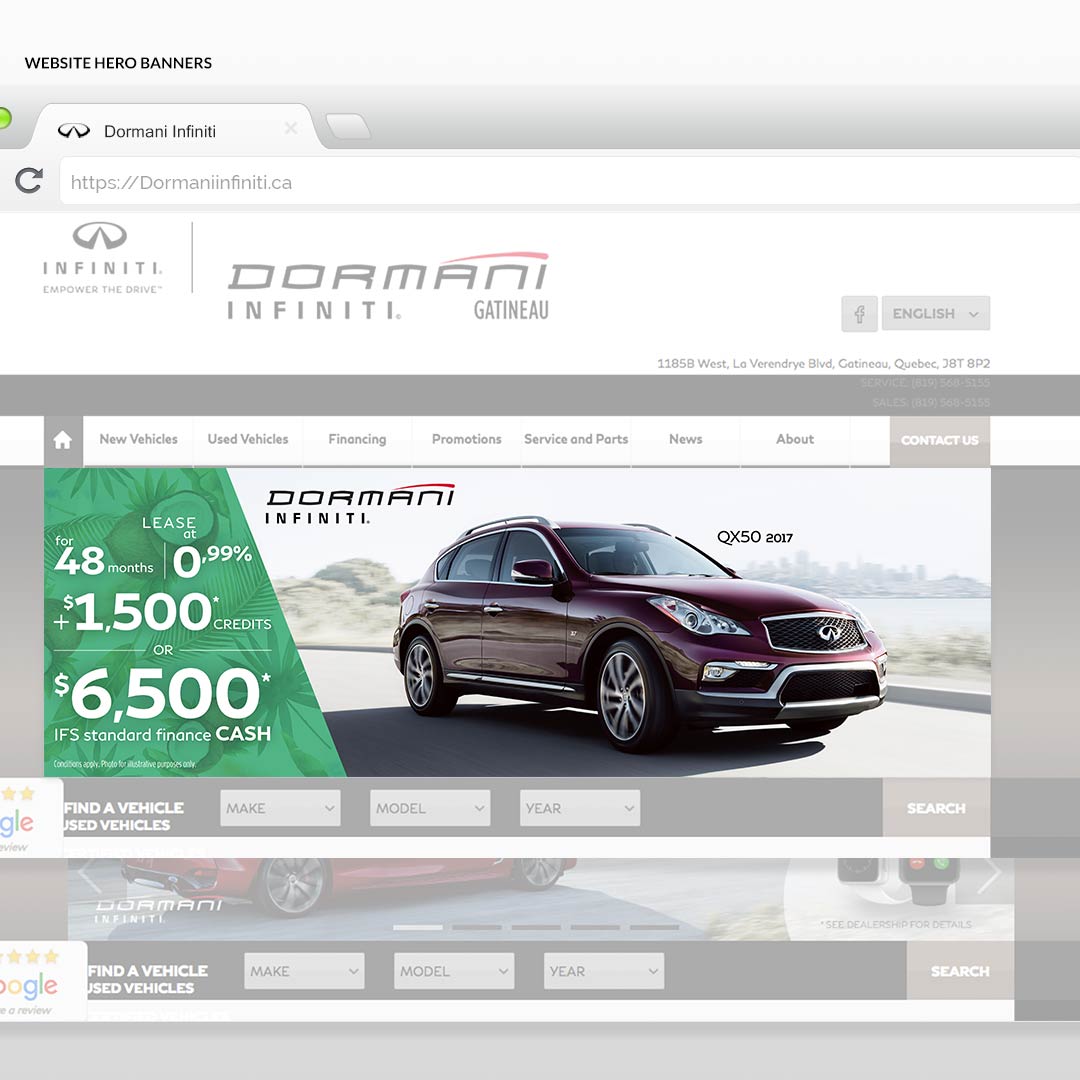 WEBSITE HERO BANNERS
Dormani Infiniti
https://Dormaniinfiniti.ca
INFINITI®
EMPOWER THE DRIVE™
DORMANI
INFINITI® GATINEAU
ENGLISH
1185B West, La Verendrye Blvd, Gatineau, Quebec, J8T 8P2
SERVICE: (819) 568-5155
SALES: (819) 568-5155
New Vehicles Used Vehicles Financing Promotions Service and Parts News About CONTACT US
DORMANI
INFINITI®
QX50 2017
LEASE
for 48 months at 0,99%
+ $1,500* CREDITS
OR
$6,500*
IFS standard finance CASH
Conditions apply. Photo for illustrative purposes only.
FIND A VEHICLE MAKE MODEL YEAR SEARCH
USED VEHICLES
gle
eview
CERTIFIED VEHICLES
DORMANI
INFINITI®
*SEE DEALERSHIP FOR DETAILS
FIND A VEHICLE MAKE MODEL YEAR SEARCH
USED VEHICLES
oogle
e a review
CERTIFIED VEHICLES